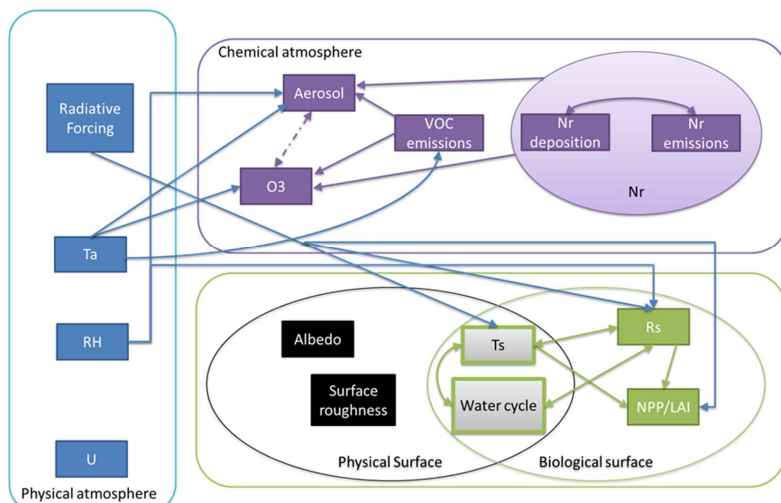 Chemical atmosphere
Radiative
Forcing
Aerosol
VOC
emissions
Nr
deposition
Nr
emissions
O3
Nr
Ta
RH
Albedo
Ts
Rs
Surface
roughness
Water cycle
NPP/LAI
U
Physical Surface
Biological surface
Physical atmosphere